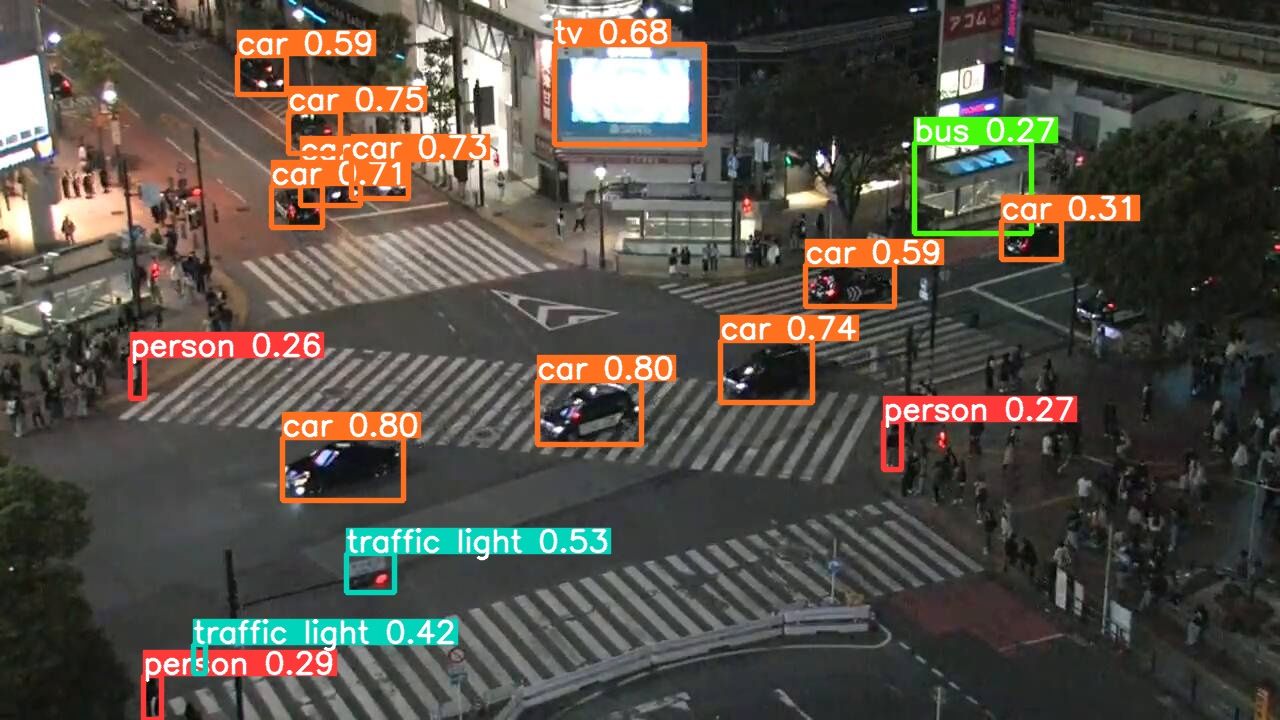 car 0.59
tv 0.68
アコム
car 0.75
car 0.73
car 0.71
bus 0.27
car 0.31
car 0.59
car 0.74
person 0.26
car 0.80
person 0.27
car 0.80
traffic light 0.53
traffic light 0.42
person 0.29